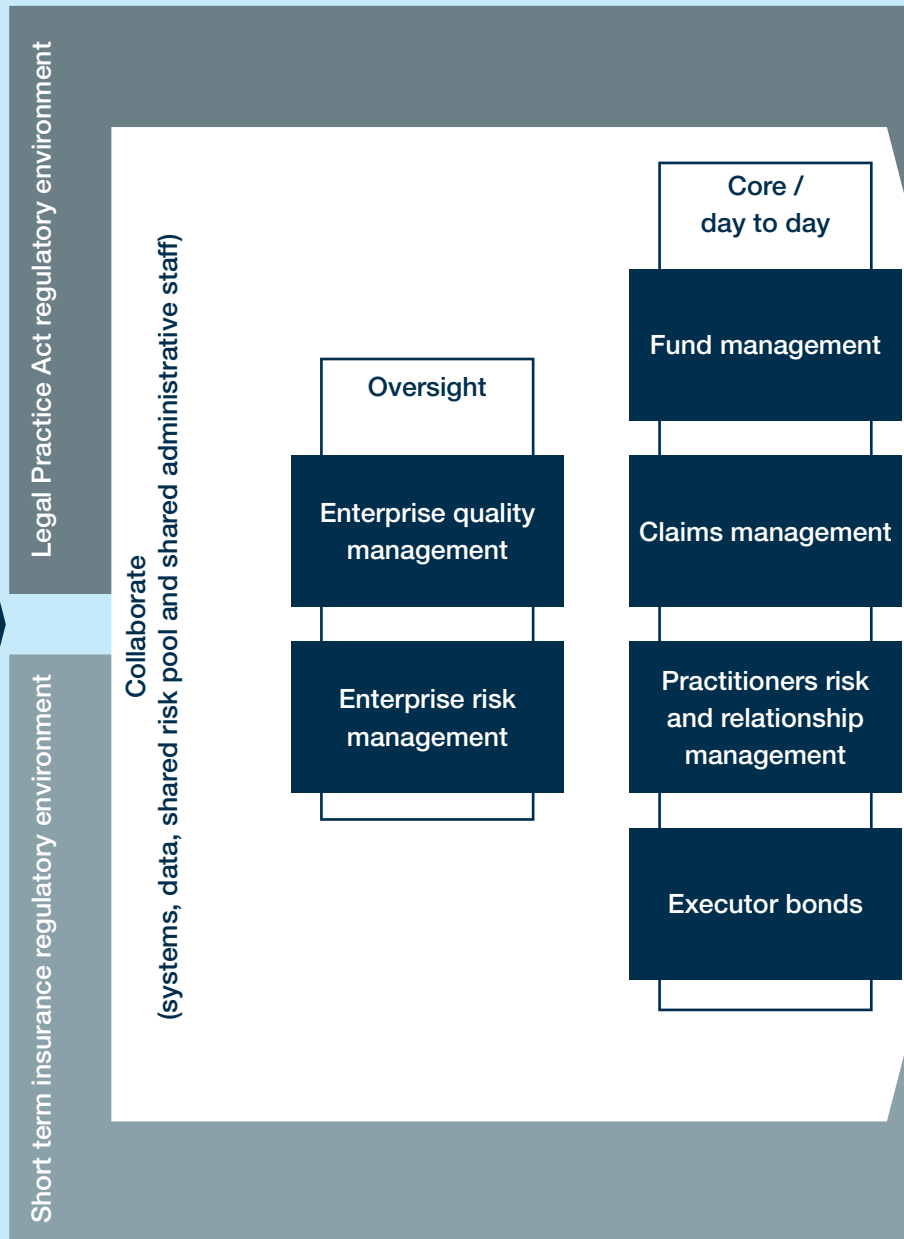 Legal Practice Act regulatory environment
Short term insurance regulatory environment
Collaborate
(systems, data, shared risk pool and shared administrative staff)
Oversight
Enterprise quality
management
Enterprise risk
management
Core /
day to day
Fund management
Claims management
Practitioners risk
and relationship
management
Executor bonds